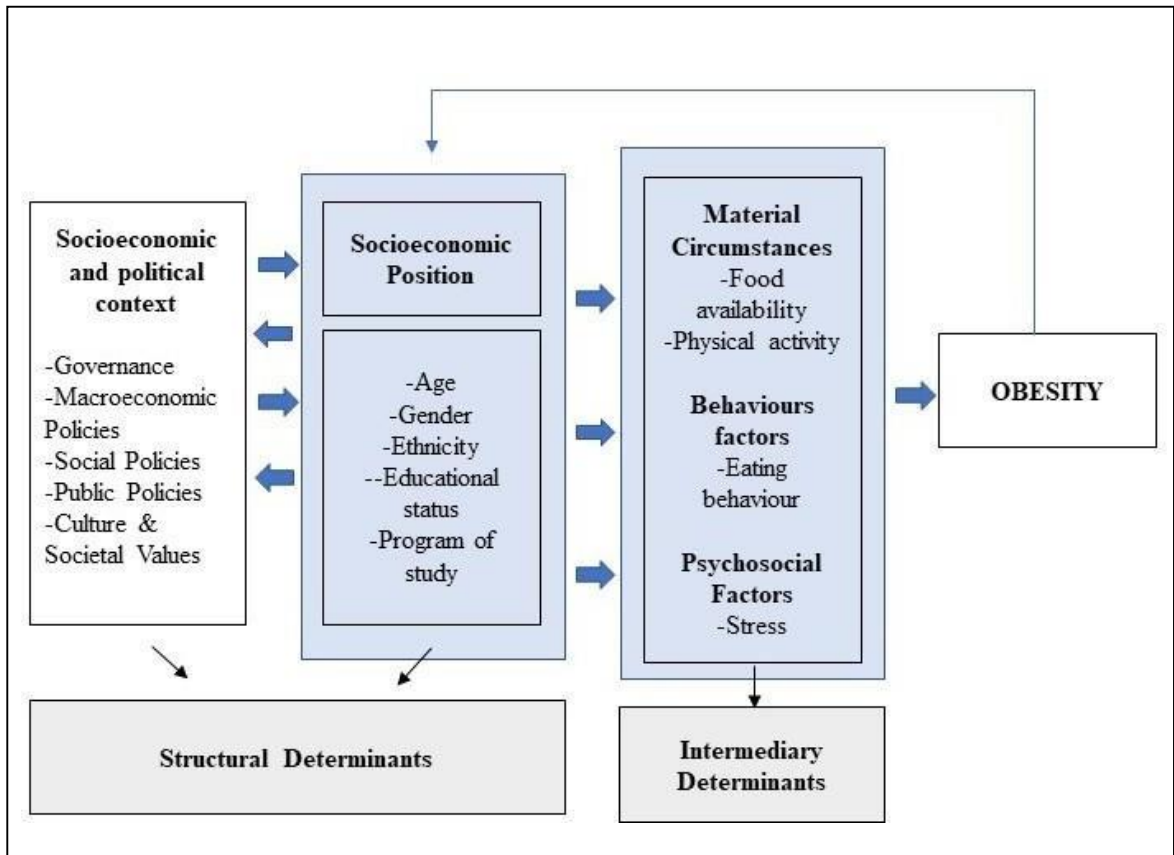 Socioeconomic
and political
context
-Governance
-Macroeconomic
Policies
-Social Policies
-Public Policies
-Culture &
Societal Values
Socioeconomic
Position
-Age
-Gender
-Ethnicity
--Educational
status
-Program of
study
Material
Circumstances
-Food
availability
-Physical activity
Behaviours
factors
-Eating
behaviour
Psychosocial
Factors
-Stress
OBESITY
Structural Determinants
Intermediary
Determinants